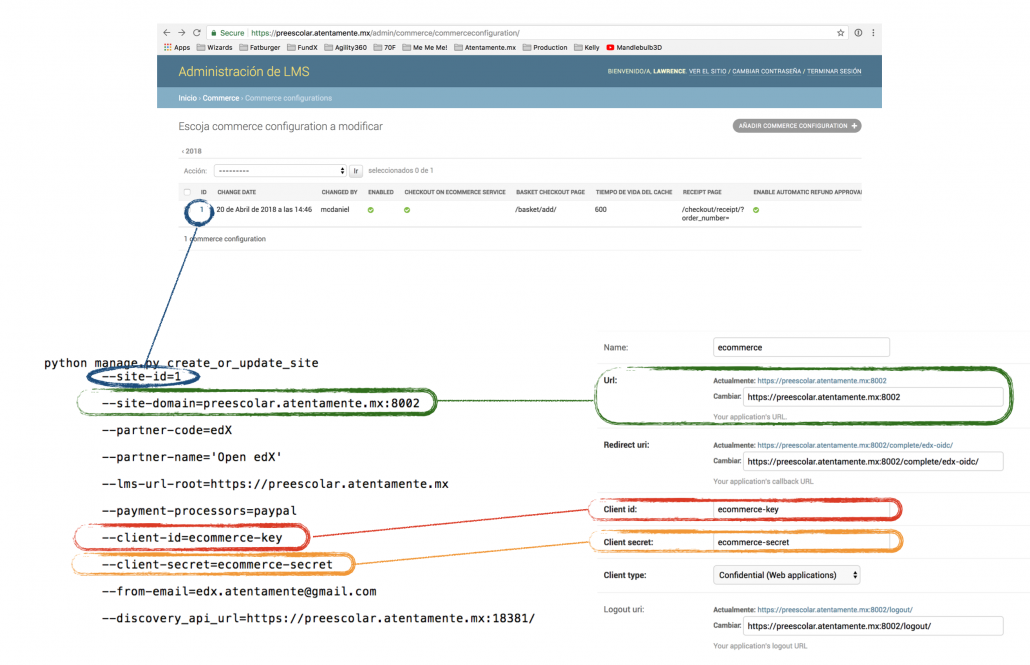 Secure https://preescolar.atentamente.mx/admin/commerce/commerceconfiguration/
Apps Wizards Fatburger FundX Agility360 70F Me Me Me! Atentamente.mx Production Kelly Mandlebulb3D
Administración de LMS
BIENVENIDO/A, LAWRENCE. VER EL SITIO / CAMBIAR CONTRASEÑA / TERMINAR SESIÓN
Inicio › Commerce › Commerce configurations
Escoja commerce configuration a modificar
AÑADIR COMMERCE CONFIGURATION +
‹ 2018
Acción: --------- Ir seleccionados 0 de 1
ID CHANGE DATE CHANGED BY ENABLED CHECKOUT ON ECOMMERCE SERVICE BASKET CHECKOUT PAGE TIEMPO DE VIDA DEL CACHE RECEIPT PAGE ENABLE AUTOMATIC REFUND APPROVAL
1 20 de Abril de 2018 a las 14:46 mcdaniel /basket/add/ 600 /checkout/receipt/?
order_number=
1 commerce configuration
python manage.py create_or_update_site
--site-id=1
--site-domain=preescolar.atentamente.mx:8002
--partner-code=edX
--partner-name='Open edX'
--lms-url-root=https://preescolar.atentamente.mx
--payment-processors=paypal
--client-id=ecommerce-key
--client-secret=ecommerce-secret
--from-email=edx.atentamente@gmail.com
--discovery_api_url=https://preescolar.atentamente.mx:18381/
Name: ecommerce
Url: Actualmente: https://preescolar.atentamente.mx:8002
Cambiar: https://preescolar.atentamente.mx:8002
Your application's URL.
Redirect uri: Actualmente: https://preescolar.atentamente.mx:8002/complete/edx-oidc/
Cambiar: https://preescolar.atentamente.mx:8002/complete/edx-oidc/
Your application's callback URL
Client id: ecommerce-key
Client secret: ecommerce-secret
Client type: Confidential (Web applications)
Logout uri: Actualmente: https://preescolar.atentamente.mx:8002/logout/
Cambiar: https://preescolar.atentamente.mx:8002/logout/
Your application's logout URL